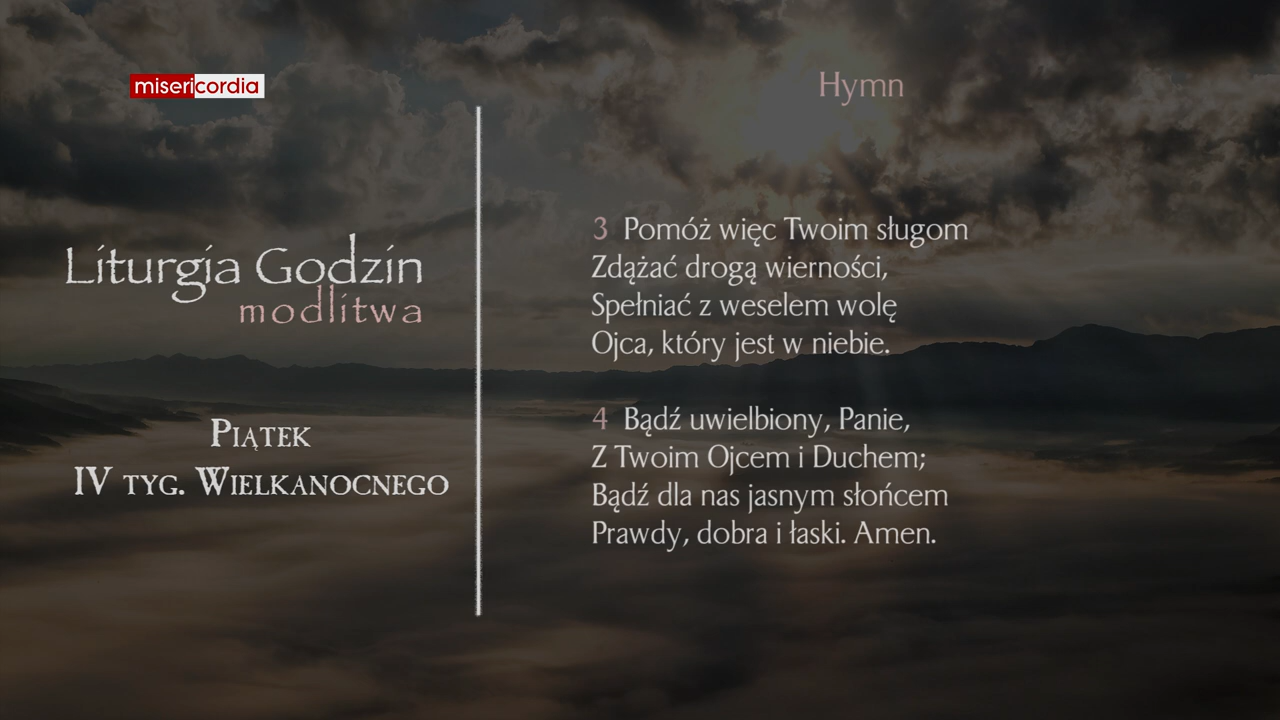 misericordia
Liturgia Godzin
modlitwa
Piątek
IV tyg. Wielkanocnego
Hymn
3 Pomóż więc Twoim sługom
Zdążać drogą wierności,
Spełniać z weselem wolę
Ojca, który jest w niebie.
4 Bądź uwielbiony, Panie,
Z Twoim Ojcem i Duchem;
Bądź dla nas jasnym słońcem
Prawdy, dobra i łaski. Amen.